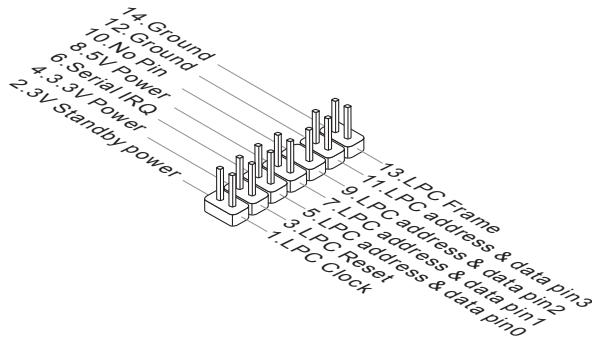 14.Ground
12.Ground
10.No Pin
8.5V Power
6.Serial IRQ
4.3.3V Power
2.3V Standby power
13.LPC Frame
11.LPC address & data pin3
9.LPC address & data pin2
7.LPC address & data pin1
5.LPC address & data pin0
3.LPC Reset
1.LPC Clock